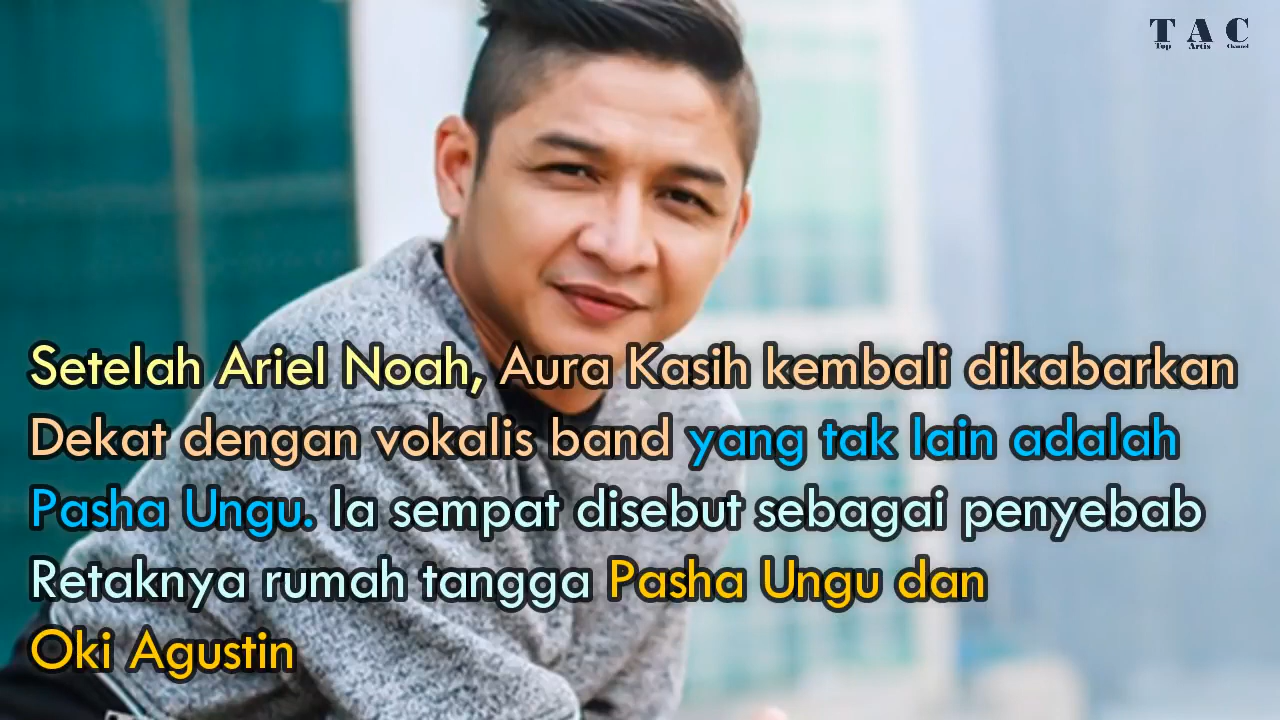 T A C
Top Artis Channel
Setelah Ariel Noah, Aura Kasih kembali dikabarkan
Dekat dengan vokalis band yang tak lain adalah
Pasha Ungu. Ia sempat disebut sebagai penyebab
Retaknya rumah tangga Pasha Ungu dan
Oki Agustin